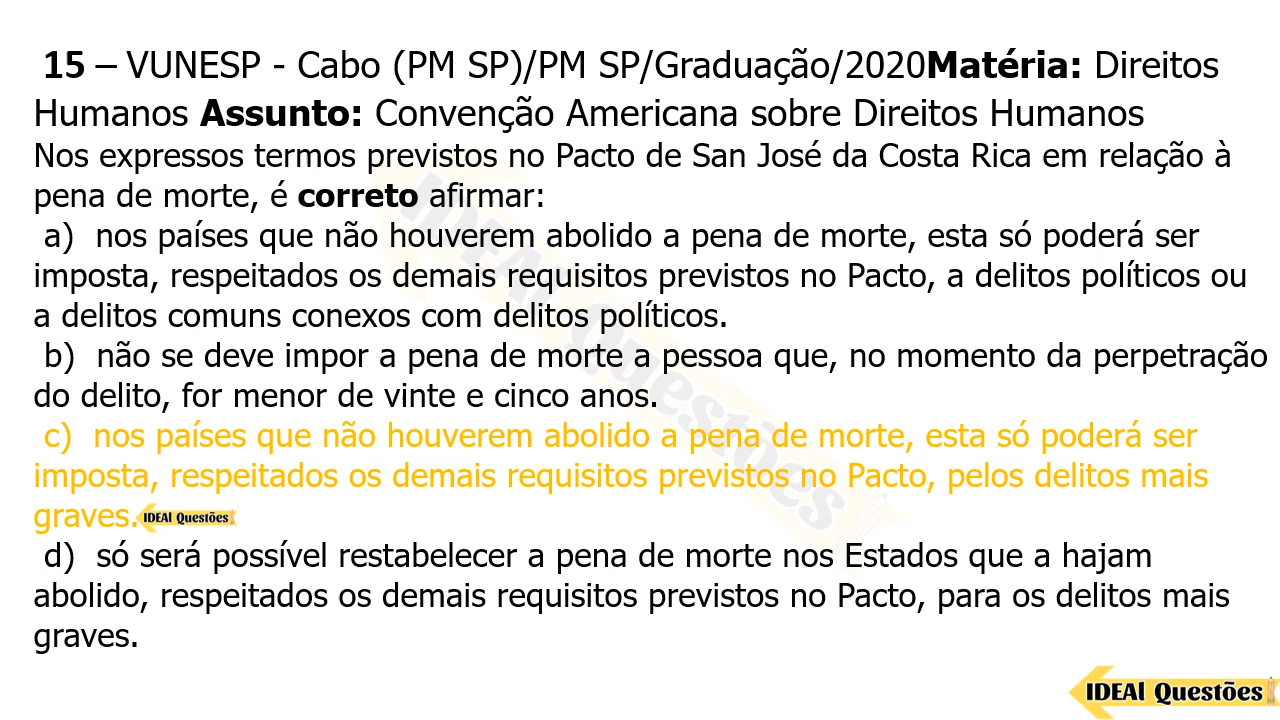 15 – VUNESP - Cabo (PM SP)/PM SP/Graduação/2020Matéria: Direitos
Humanos Assunto: Convenção Americana sobre Direitos Humanos
Nos expressos termos previstos no Pacto de San José da Costa Rica em relação à
pena de morte, é correto afirmar:
a) nos países que não houverem abolido a pena de morte, esta só poderá ser
imposta, respeitados os demais requisitos previstos no Pacto, a delitos políticos ou
a delitos comuns conexos com delitos políticos.
b) não se deve impor a pena de morte a pessoa que, no momento da perpetração
do delito, for menor de vinte e cinco anos.
c) nos países que não houverem abolido a pena de morte, esta só poderá ser
imposta, respeitados os demais requisitos previstos no Pacto, pelos delitos mais
graves. IDEAl Questões
d) só será possível restabelecer a pena de morte nos Estados que a hajam
abolido, respeitados os demais requisitos previstos no Pacto, para os delitos mais
graves.
IDEAl Questões
IDEAl Questões